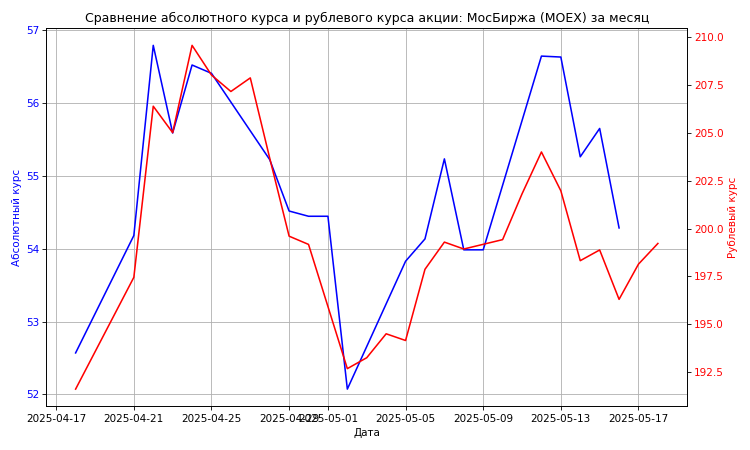 Сравнение абсолютного курса и рублевого курса акции: МосБиржа (MOEX) за месяц
57
56
55
54
53
52
Абсолютный курс
210.0
207.5
205.0
202.5
200.0
197.5
195.0
192.5
Рублевый курс
2025-04-17 2025-04-21 2025-04-25 2025-04-29 2025-05-01 2025-05-05 2025-05-09 2025-05-13 2025-05-17
Дата